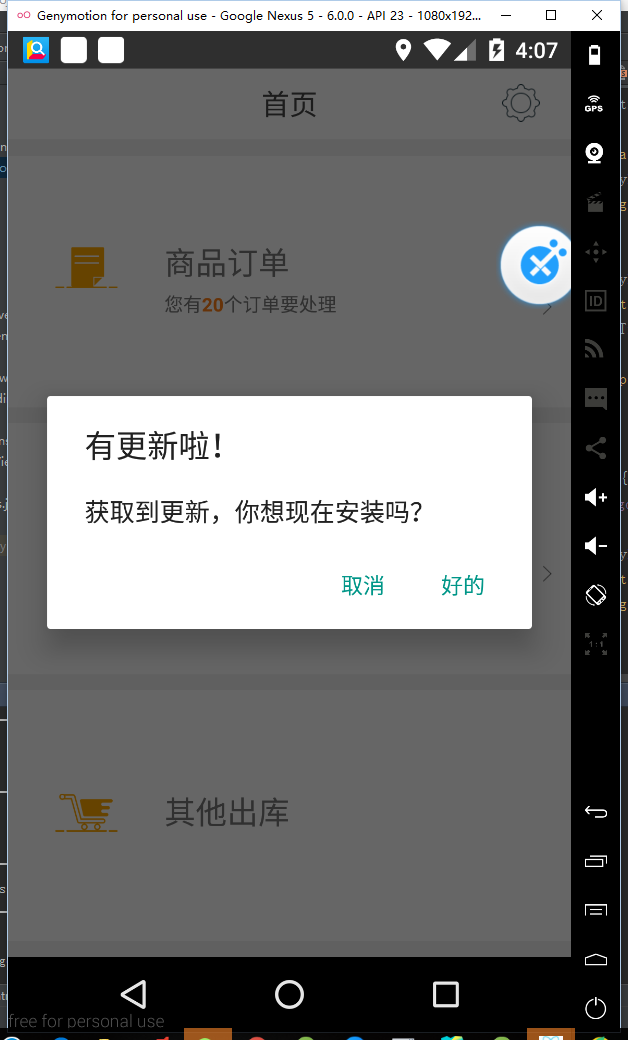 Genymotion for personal use - Google Nexus 5 - 6.0.0 - API 23 - 1080x192...
4:07
GPS
首页
商品订单
您有20个订单要处理
ID
有更新啦！
获取到更新，你想现在安装吗？
取消
好的
1:1
其他出库
free for personal use